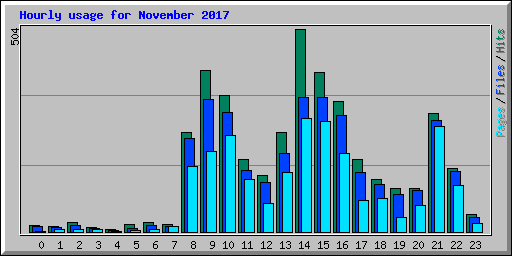 Hourly usage for November 2017
504
Pages / Files / Hits
0 1 2 3 4 5 6 7 8 9 10 11 12 13 14 15 16 17 18 19 20 21 22 23